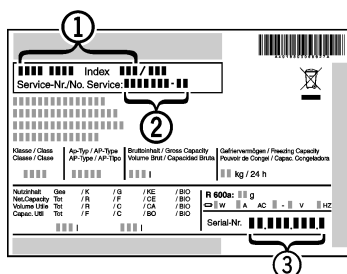 1
Index /
Service-Nr./No. Service: -
2
Klasse / Class
Classe / Clase
Ap-Typ / AP-Type
AP-Type / AP-Tipo
Bruttoinhalt / Gross Capacity
Volume Brut / Capacidad Bruta
Gefriervermögen / Freezing Capacity
Pouvoir de Congel / Capac. Congeladora
I
kg / 24 h
Nutzinhalt Ges / K / G / KE / BIO
Net.Capacity Tot / R / F / CE / BIO
Volume Utile Tot / R / C / CA / BIO
Capac. Util Tot / F / C / BO / BIO
I I
R 600a: g
W A AC - V HZ
Serial-Nr.
3